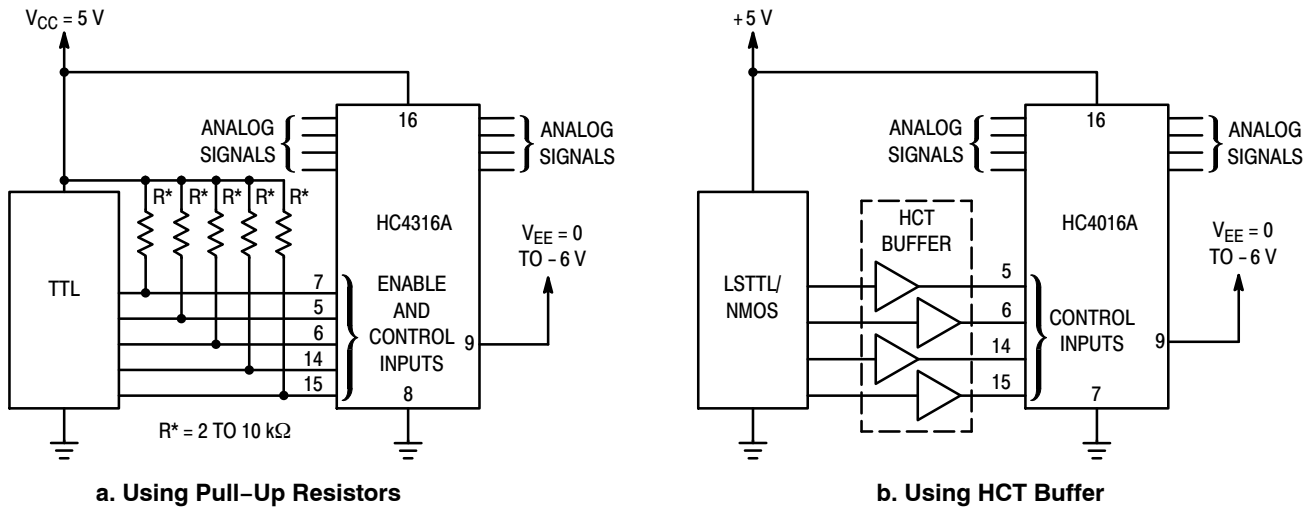 V_CC = 5 V
16
ANALOG
SIGNALS
ANALOG
SIGNALS
R* R* R* R* R*
HC4316A
V_EE = 0
TO −6 V
TTL
7
5
6
14
15
ENABLE
AND
CONTROL
INPUTS
9
8
R* = 2 TO 10 kΩ
a. Using Pull−Up Resistors
+5 V
16
ANALOG
SIGNALS
ANALOG
SIGNALS
HCT
BUFFER
HC4016A
V_EE = 0
TO −6 V
LSTTL/
NMOS
5
6
14
15
CONTROL
INPUTS
9
7
b. Using HCT Buffer